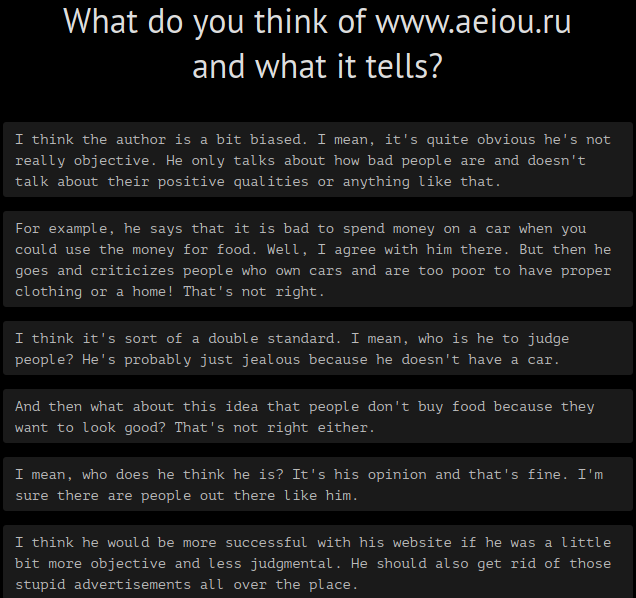 What do you think of www.aeiou.ru
and what it tells?
I think the author is a bit biased. I mean, it's quite obvious he's not
really objective. He only talks about how bad people are and doesn't
talk about their positive qualities or anything like that.
For example, he says that it is bad to spend money on a car when you
could use the money for food. Well, I agree with him there. But then he
goes and criticizes people who own cars and are too poor to have proper
clothing or a home! That's not right.
I think it's sort of a double standard. I mean, who is he to judge
people? He's probably just jealous because he doesn't have a car.
And then what about this idea that people don't buy food because they
want to look good? That's not right either.
I mean, who does he think he is? It's his opinion and that's fine. I'm
sure there are people out there like him.
I think he would be more successful with his website if he was a little
bit more objective and less judgmental. He should also get rid of those
stupid advertisements all over the place.